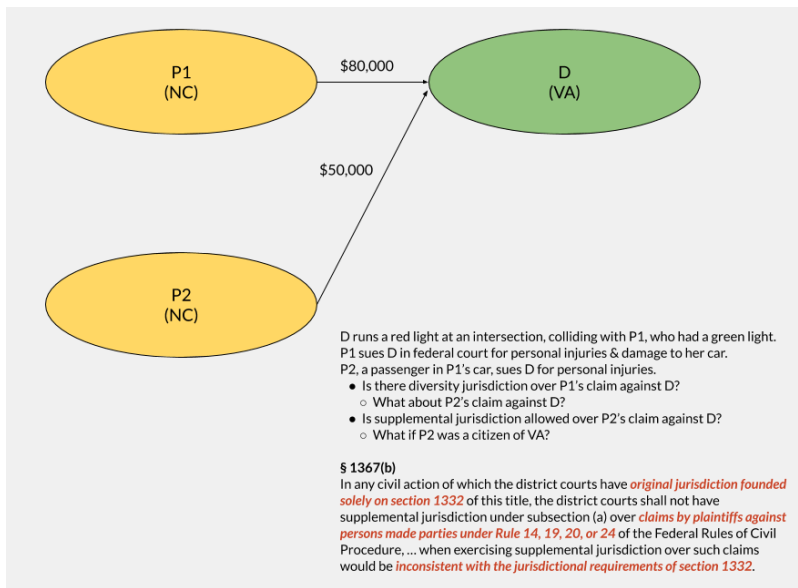 P1
(NC)
$80,000
D
(VA)
$50,000
P2
(NC)
D runs a red light at an intersection, colliding with P1, who had a green light.
P1 sues D in federal court for personal injuries & damage to her car.
P2, a passenger in P1's car, sues D for personal injuries.
● Is there diversity jurisdiction over P1's claim against D?
○ What about P2's claim against D?
● Is supplemental jurisdiction allowed over P2's claim against D?
○ What if P2 was a citizen of VA?
§ 1367(b)
In any civil action of which the district courts have original jurisdiction founded
solely on section 1332 of this title, the district courts shall not have
supplemental jurisdiction under subsection (a) over claims by plaintiffs against
persons made parties under Rule 14, 19, 20, or 24 of the Federal Rules of Civil
Procedure, ... when exercising supplemental jurisdiction over such claims
would be inconsistent with the jurisdictional requirements of section 1332.